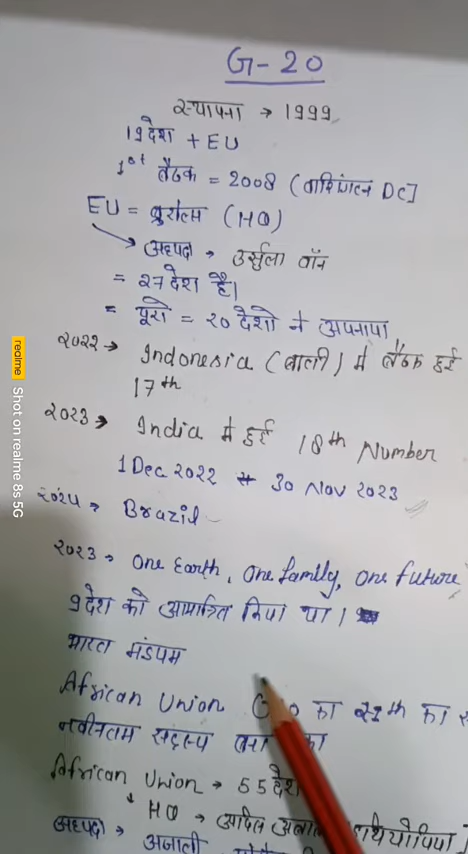 G-20
स्थापना → 1999
19 देश + EU
1st बैठक = 2008 (वाशिंगटन DC]
EU = ब्रुसेल्स (HQ)
अध्यक्ष → उर्सुला वॉन
= 27 देश है।
= यूरो = 20 देशो ने अपनाया
2022 → Indonesia (बाली) मे बैठक हुई
17th
2023 → India मे हुई 18th Number
1 Dec 2022 30 Nov 2023
2024 → Brazil
2023 → One Earth, One family, One future
9 देश को आमंत्रित किया था।
भारत मंडपम
African Union का 21th का
नवीनतम सदस्य
African Union → 55 देश
HQ → आदिस अबाबा
अध्यक्ष → अजाली
realme Shot on realme 8s 5G